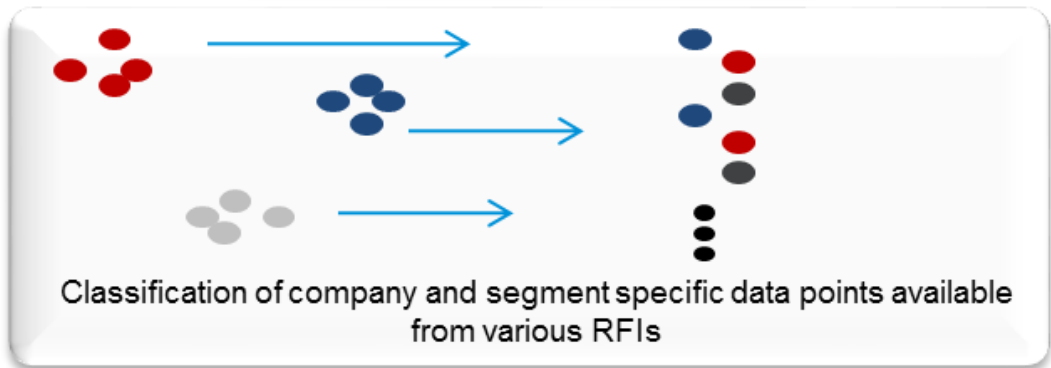 Classification of company and segment specific data points available
from various RFIs